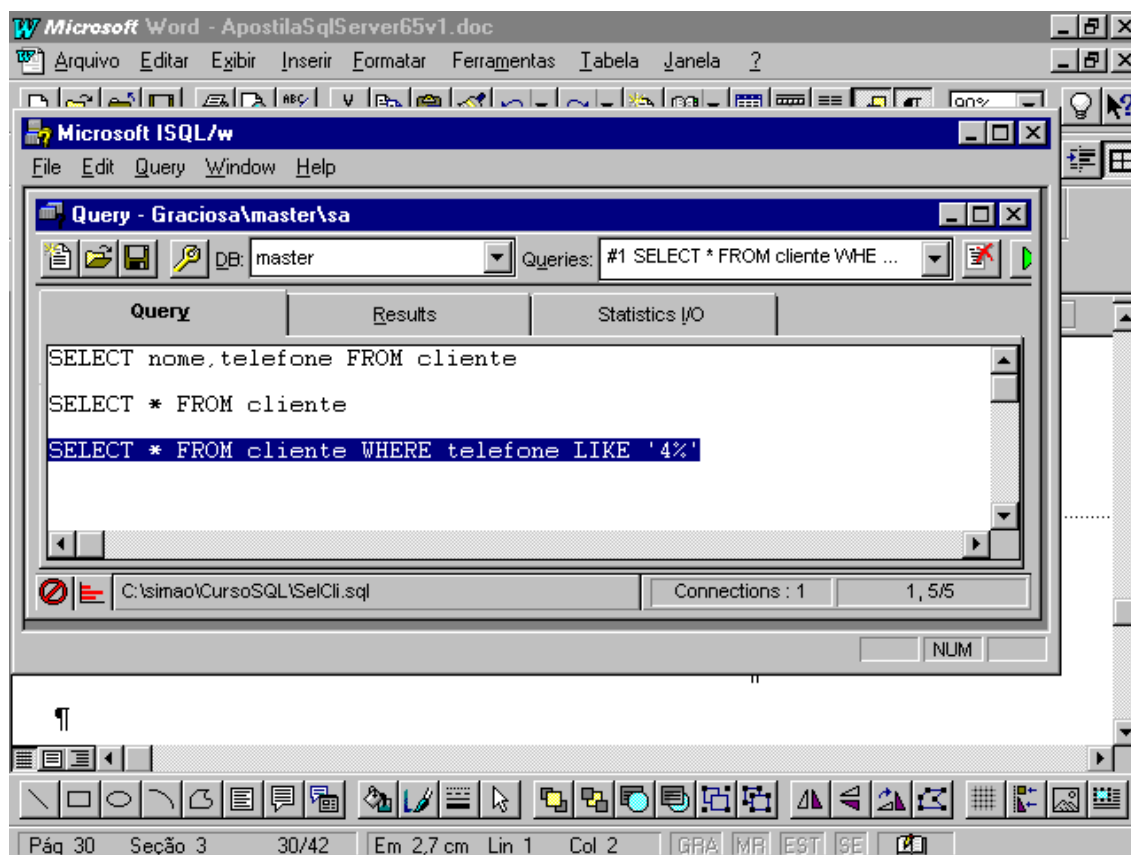 Microsoft Word - ApostilaSqlServer65v1.doc
Arquivo Editar Exibir Inserir Formatar Ferramentas Tabela Janela ?
ABC
90%
Microsoft ISQL/w
File Edit Query Window Help
Query - Graciosa\master\sa
DB: master Queries: #1 SELECT * FROM cliente WHE ...
Query Results Statistics I/O
SELECT nome,telefone FROM cliente
SELECT * FROM cliente
SELECT * FROM cliente WHERE telefone LIKE '4%'
C:\simao\CursoSQL\SelCli.sql Connections : 1 1, 5/5
NUM
¶
Pág 30 Seção 3 30/42 Em 2,7 cm Lin 1 Col 2 GRA MR EST SE